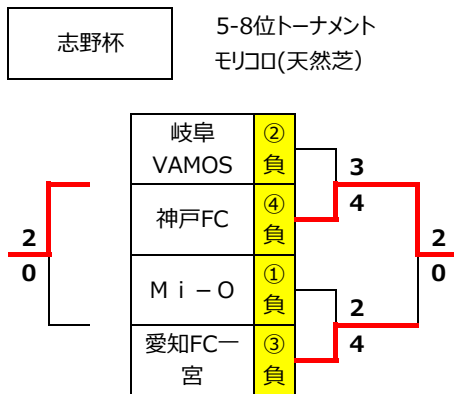 志野杯
5-8位トーナメント
モリコロ(天然芝)
岐阜
VAMOS
②
負
3
神戸FC
④
負
4
2
0
2
0
Ｍｉ－Ｏ
①
負
2
愛知FC一
宮
③
負
4